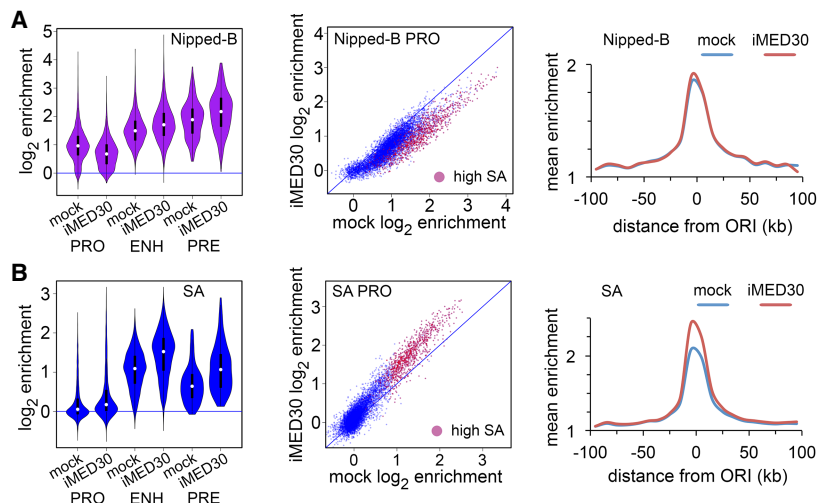 A
Nipped-B
log2 enrichment
5
4
3
2
1
0
mock
iMED30
mock
iMED30
mock
iMED30
PRO
ENH
PRE
Nipped-B PRO
iMED30 log2 enrichment
4
3
2
1
0
high SA
0
1
2
3
4
mock log2 enrichment
Nipped-B
mock
iMED30
mean enrichment
2
1
-100
-50
0
50
100
distance from ORI (kb)
B
SA
log2 enrichment
3
2
1
0
mock
iMED30
mock
iMED30
mock
iMED30
PRO
ENH
PRE
SA PRO
iMED30 log2 enrichment
3
2
1
0
high SA
0
1
2
3
mock log2 enrichment
SA
mock
iMED30
mean enrichment
2
1
-100
-50
0
50
100
distance from ORI (kb)